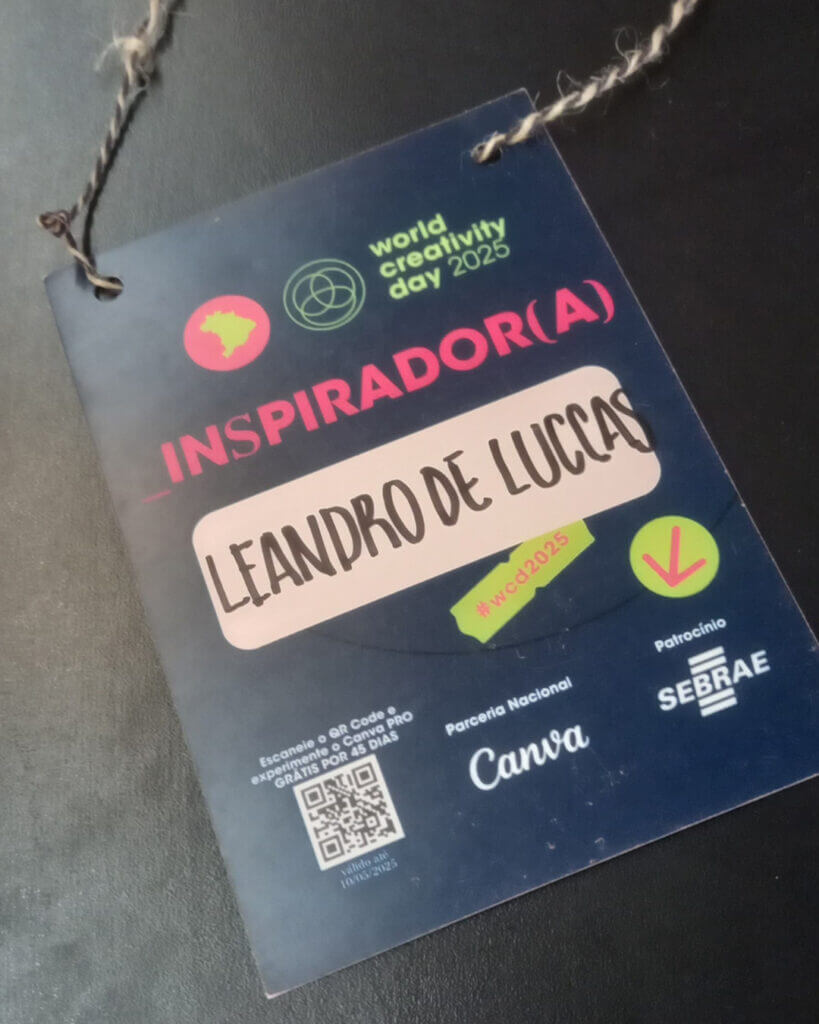 world
creativity
day 2025
_INSPIRADOR(A)
LEANDRO DE LUCCAS
#wcd2025
Patrocínio
SEBRAE
Parceria Nacional
Canva
Escaneie o QR Code e
experimente o Canva PRO
GRÁTIS POR 45 DIAS
válido até
10/05/2025